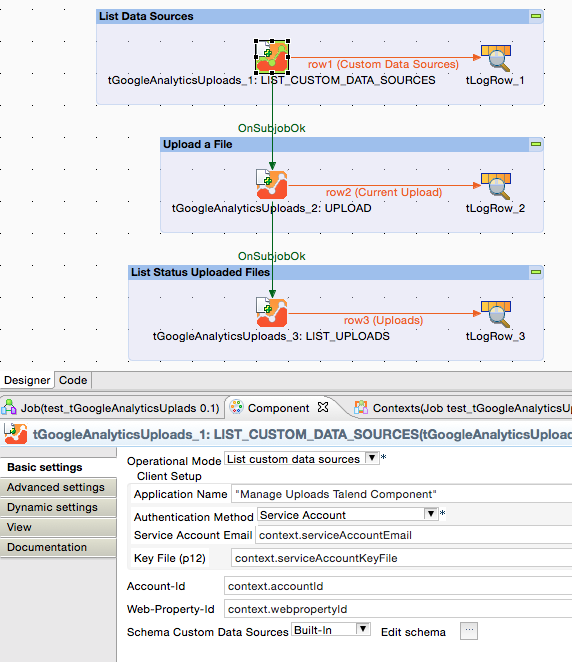 List Data Sources
row1 (Custom Data Sources)
tGoogleAnalyticsUploads_1: LIST_CUSTOM_DATA_SOURCES
tLogRow_1
OnSubjobOk
Upload a File
row2 (Current Upload)
tGoogleAnalyticsUploads_2: UPLOAD
tLogRow_2
OnSubjobOk
List Status Uploaded Files
row3 (Uploads)
tGoogleAnalyticsUploads_3: LIST_UPLOADS
tLogRow_3
Designer Code
Job(test_tGoogleAnalyticsUplads 0.1) Component Contexts(Job test_tGoogleAnalyticsUp
tGoogleAnalyticsUploads_1: LIST_CUSTOM_DATA_SOURCES(tGoogleAnalyticsUploac
Basic settings
Advanced settings
Dynamic settings
View
Documentation
Operational Mode List custom data sources *
Client Setup
Application Name "Manage Uploads Talend Component"
Authentication Method Service Account *
Service Account Email context.serviceAccountEmail
Key File (p12) context.serviceAccountKeyFile
Account-Id context.accountId
Web-Property-Id context.webpropertyId
Schema Custom Data Sources Built-In Edit schema ...